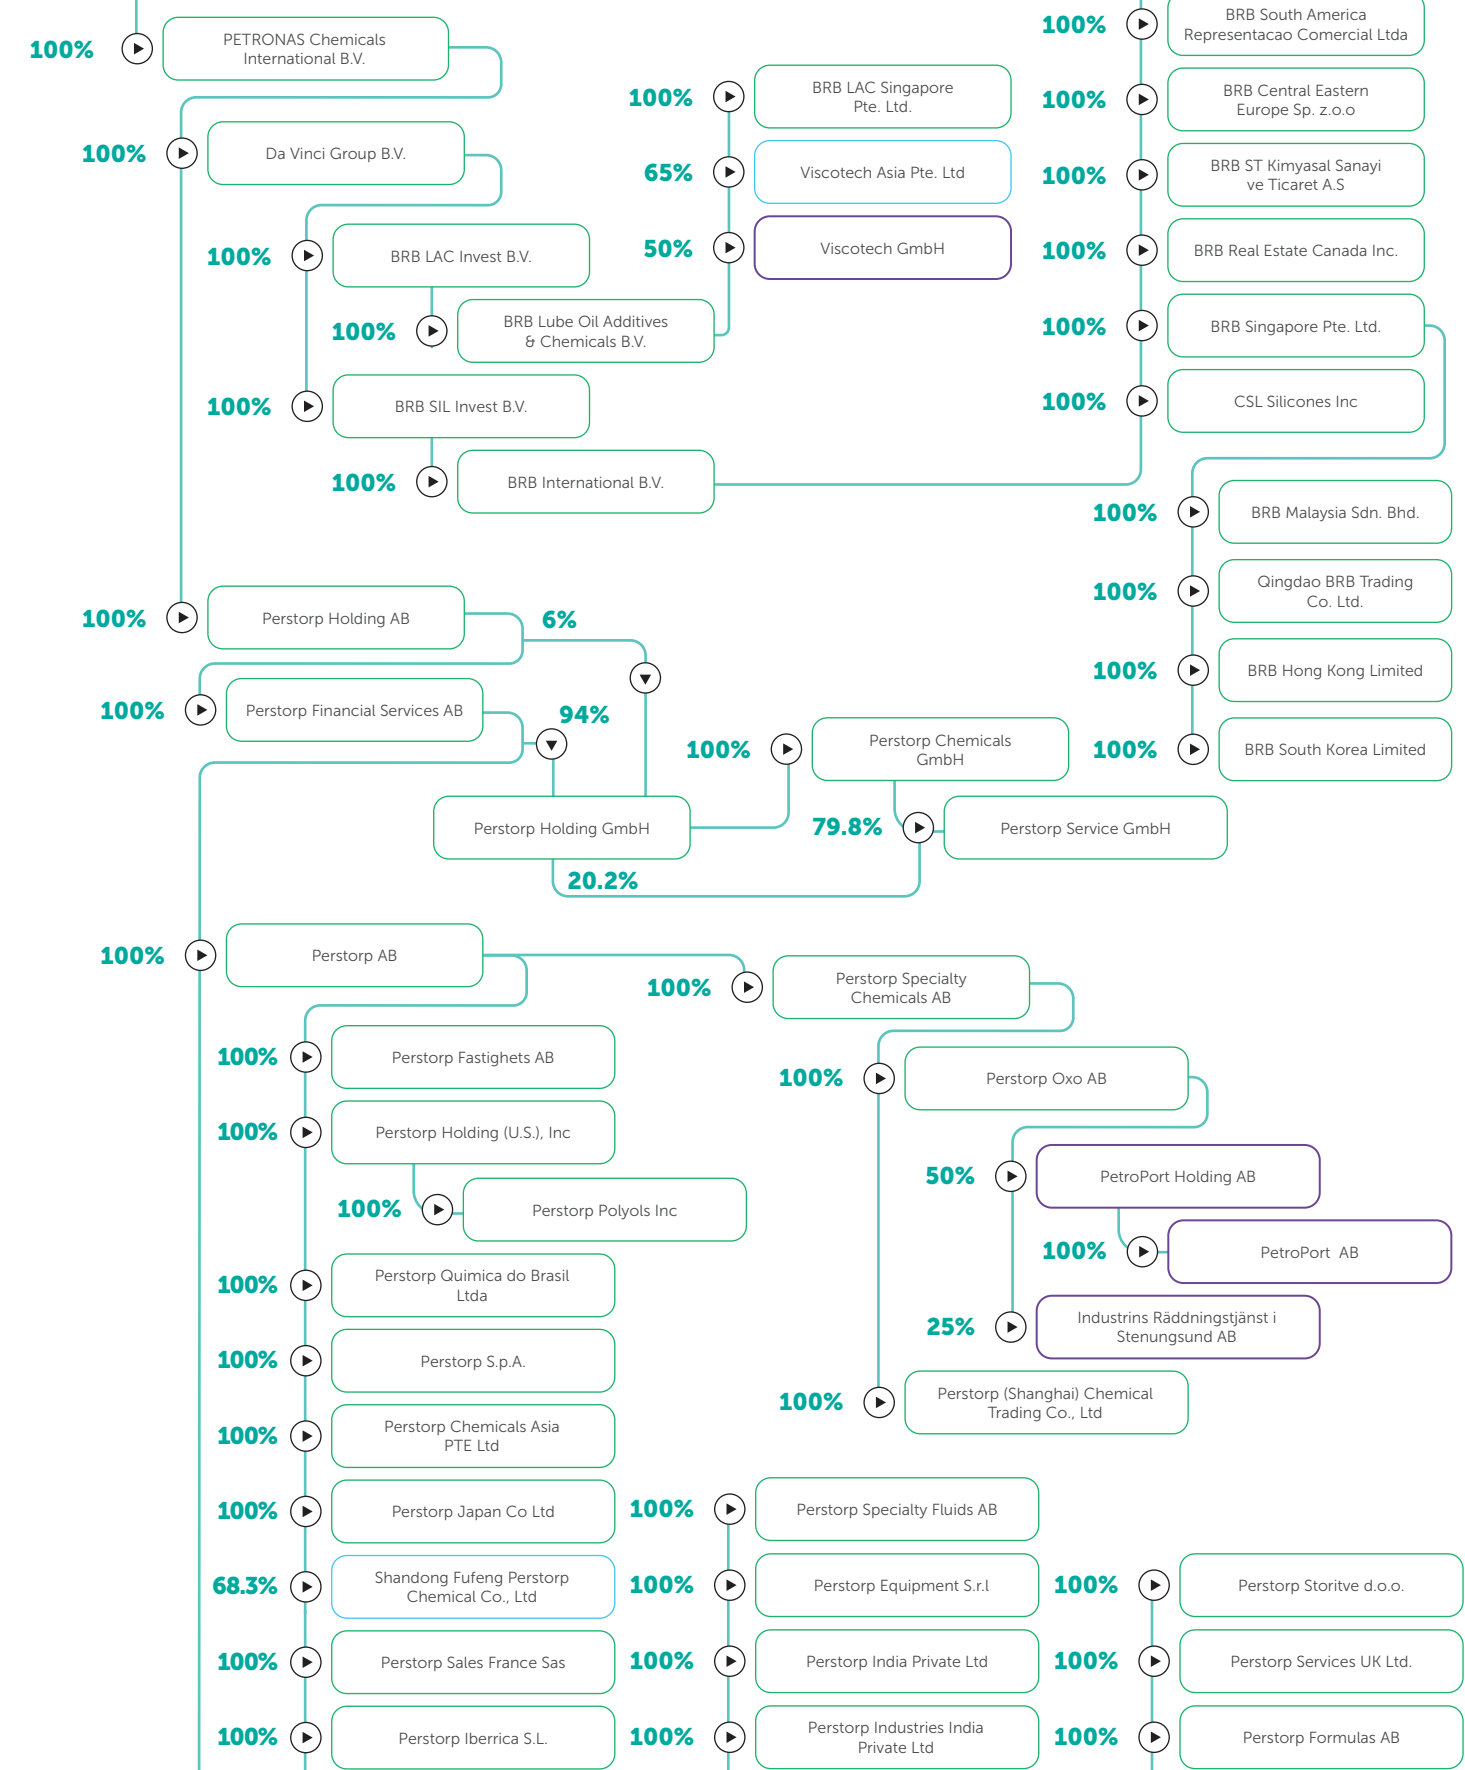 100%
PETRONAS Chemicals
International B.V.
100%
Da Vinci Group B.V.
100%
BRB LAC Invest B.V.
100%
BRB Lube Oil Additives
& Chemicals B.V.
100%
BRB LAC Singapore
Pte. Ltd.
65%
Viscotech Asia Pte. Ltd
50%
Viscotech GmbH
100%
BRB SIL Invest B.V.
100%
BRB International B.V.
100%
BRB South America
Representacao Comercial Ltda
100%
BRB Central Eastern
Europe Sp. z.o.o
100%
BRB ST Kimyasal Sanayi
ve Ticaret A.S
100%
BRB Real Estate Canada Inc.
100%
BRB Singapore Pte. Ltd.
100%
CSL Silicones Inc
100%
BRB Malaysia Sdn. Bhd.
100%
Qingdao BRB Trading
Co. Ltd.
100%
BRB Hong Kong Limited
100%
BRB South Korea Limited
100%
Perstorp Holding AB
6%
100%
Perstorp Financial Services AB
94%
Perstorp Holding GmbH
100%
Perstorp Chemicals
GmbH
79.8%
Perstorp Service GmbH
20.2%
100%
Perstorp AB
100%
Perstorp Specialty
Chemicals AB
100%
Perstorp Oxo AB
50%
PetroPort Holding AB
100%
PetroPort  AB
25%
Industrins Räddningstjänst i
Stenungsund AB
100%
Perstorp (Shanghai) Chemical
Trading Co., Ltd
100%
Perstorp Fastighets AB
100%
Perstorp Holding (U.S.), Inc
100%
Perstorp Polyols Inc
100%
Perstorp Quimica do Brasil
Ltda
100%
Perstorp S.p.A.
100%
Perstorp Chemicals Asia
PTE Ltd
100%
Perstorp Japan Co Ltd
68.3%
Shandong Fufeng Perstorp
Chemical Co., Ltd
100%
Perstorp Sales France Sas
100%
Perstorp Iberrica S.L.
100%
Perstorp Specialty Fluids AB
100%
Perstorp Equipment S.r.l
100%
Perstorp India Private Ltd
100%
Perstorp Industries India
Private Ltd
100%
Perstorp Storitve d.o.o.
100%
Perstorp Services UK Ltd.
100%
Perstorp Formulas AB